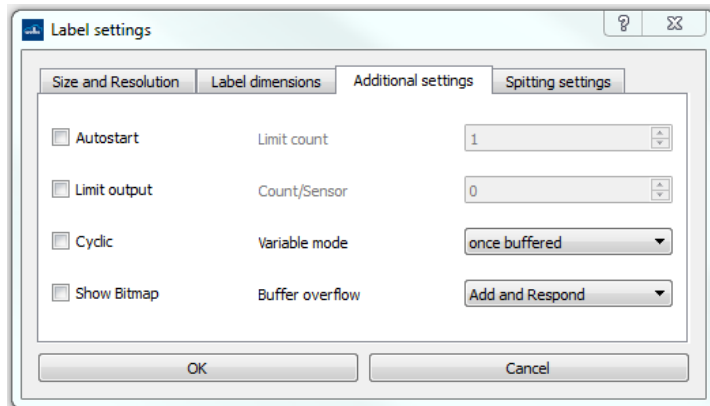 Label settings
Size and Resolution Label dimensions Additional settings Spitting settings
Autostart Limit count 1
Limit output Count/Sensor 0
Cyclic Variable mode once buffered
Show Bitmap Buffer overflow Add and Respond
OK Cancel